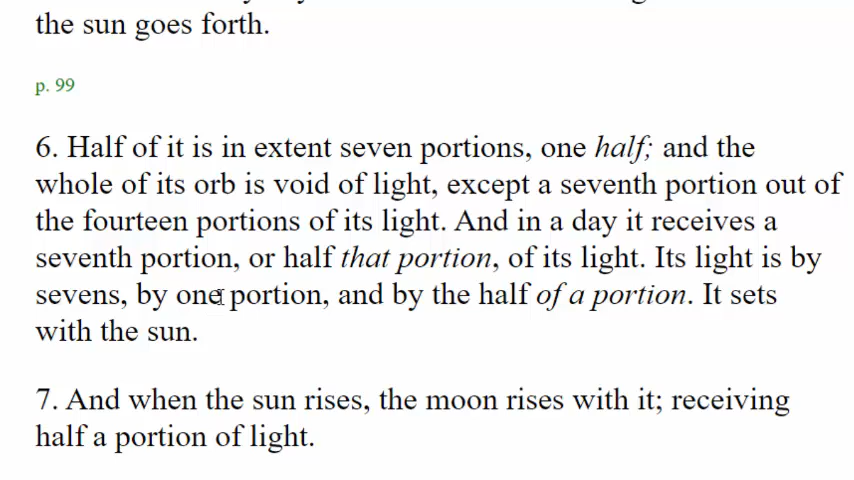 the sun goes forth.
p. 99
6. Half of it is in extent seven portions, one half; and the
whole of its orb is void of light, except a seventh portion out of
the fourteen portions of its light. And in a day it receives a
seventh portion, or half that portion, of its light. Its light is by
sevens, by one portion, and by the half of a portion. It sets
with the sun.
7. And when the sun rises, the moon rises with it; receiving
half a portion of light.